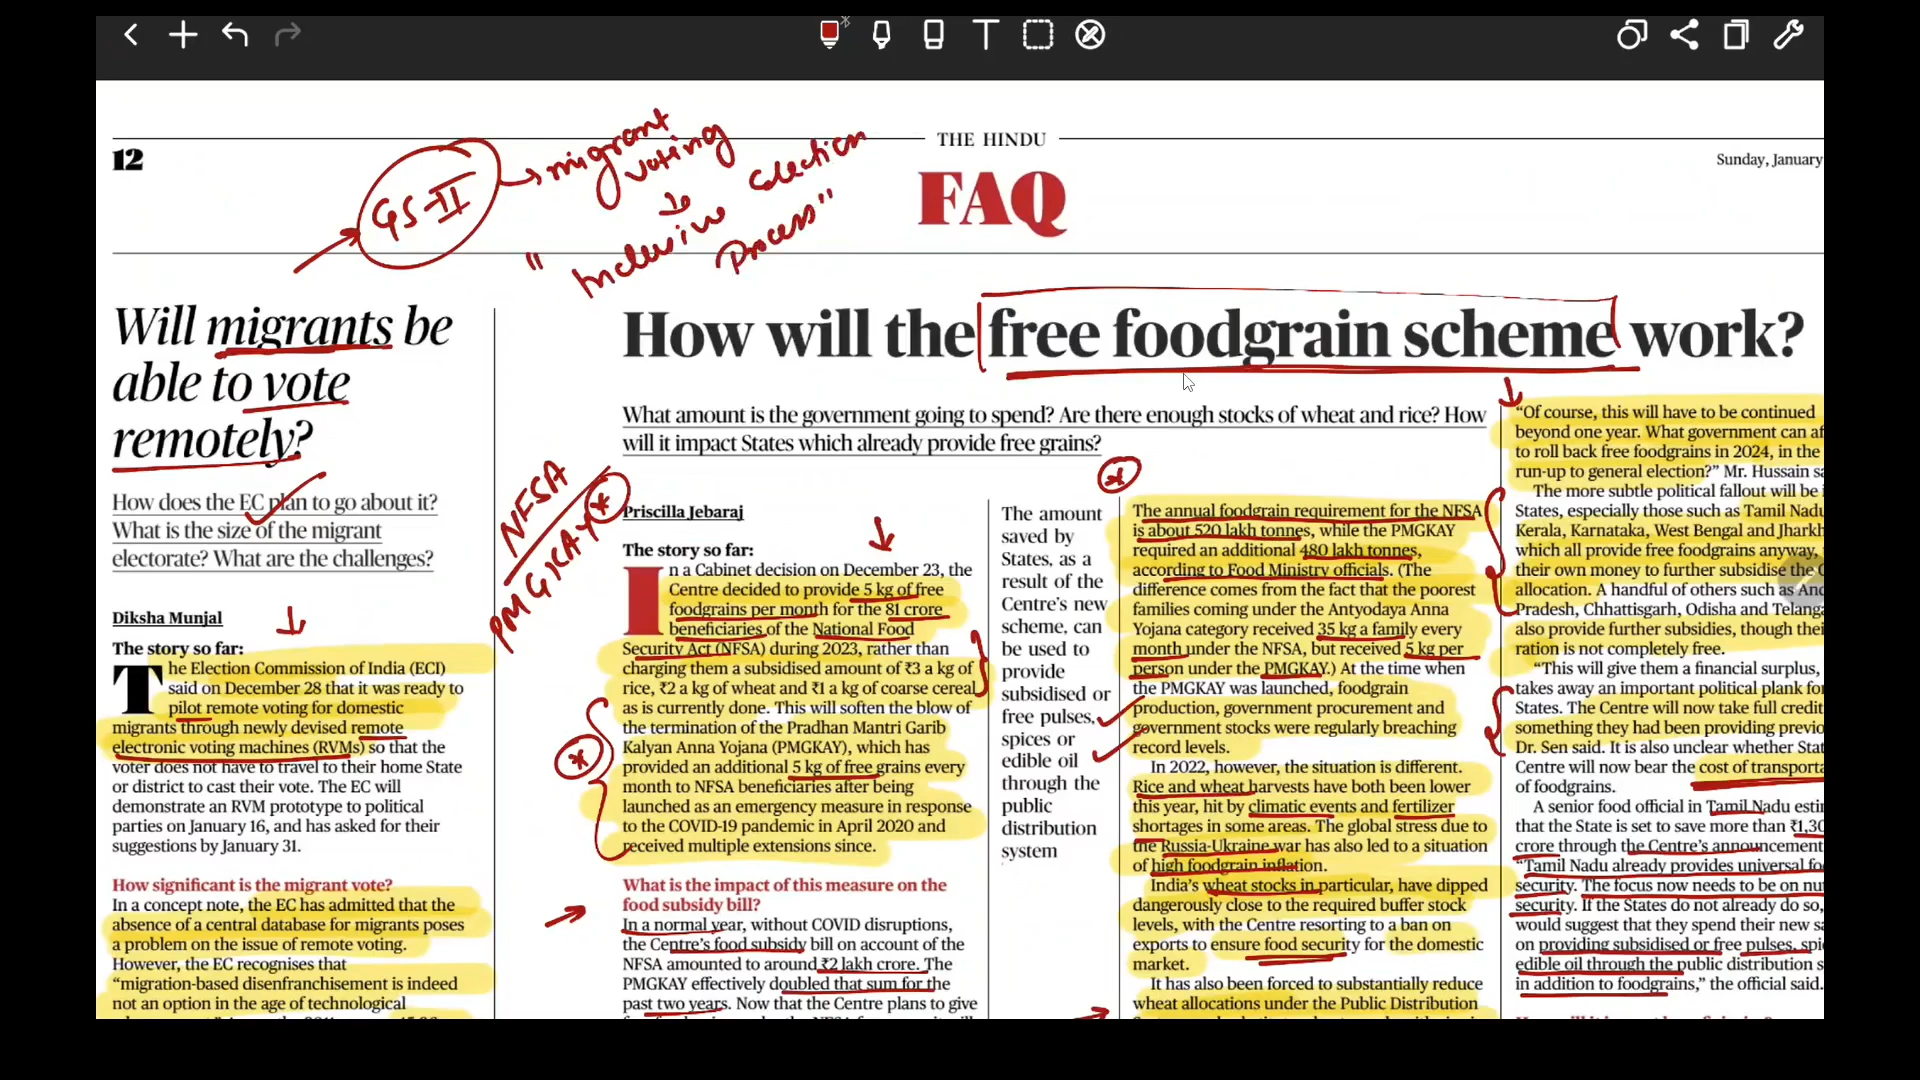 GS-II → migrant
voting
"Inclusive Election
Process"
THE HINDU
12
Sunday, January
FAQ
Will migrants be
able to vote
remotely?
How does the EC plan to go about it?
What is the size of the migrant
electorate? What are the challenges?
Diksha Munjal
The story so far:
The Election Commission of India (ECI)
said on December 28 that it was ready to
pilot remote voting for domestic
migrants through newly devised remote
electronic voting machines (RVMs) so that the
voter does not have to travel to their home State
or district to cast their vote. The EC will
demonstrate an RVM prototype to political
parties on January 16, and has asked for their
suggestions by January 31.
How significant is the migrant vote?
In a concept note, the EC has admitted that the
absence of a central database for migrants poses
a problem on the issue of remote voting.
However, the EC recognises that
"migration-based disenfranchisement is indeed
not an option in the age of technological
How will the free foodgrain scheme work?
What amount is the government going to spend? Are there enough stocks of wheat and rice? How
will it impact States which already provide free grains?
NFSA
PMGKAY
Priscilla Jebaraj
The story so far:
In a Cabinet decision on December 23, the
Centre decided to provide 5 kg of free
foodgrains per month for the 81 crore
beneficiaries of the National Food
Security Act (NFSA) during 2023, rather than
charging them a subsidised amount of ₹3 a kg of
rice, ₹2 a kg of wheat and ₹1 a kg of coarse cereal
as is currently done. This will soften the blow of
the termination of the Pradhan Mantri Garib
Kalyan Anna Yojana (PMGKAY), which has
provided an additional 5 kg of free grains every
month to NFSA beneficiaries after being
launched as an emergency measure in response
to the COVID-19 pandemic in April 2020 and
received multiple extensions since.
What is the impact of this measure on the
food subsidy bill?
In a normal year, without COVID disruptions,
the Centre's food subsidy bill on account of the
NFSA amounted to around ₹2 lakh crore. The
PMGKAY effectively doubled that sum for the
past two years. Now that the Centre plans to give
The amount
saved by
States, as a
result of the
Centre's new
scheme, can
be used to
provide
subsidised or
free pulses,
spices or
edible oil
through the
public
distribution
system
The annual foodgrain requirement for the NFSA
is about 520 lakh tonnes, while the PMGKAY
required an additional 480 lakh tonnes,
according to Food Ministry officials. (The
difference comes from the fact that the poorest
families coming under the Antyodaya Anna
Yojana category received 35 kg a family every
month under the NFSA, but received 5 kg per
person under the PMGKAY.) At the time when
the PMGKAY was launched, foodgrain
production, government procurement and
government stocks were regularly breaching
record levels.
In 2022, however, the situation is different.
Rice and wheat harvests have both been lower
this year, hit by climatic events and fertilizer
shortages in some areas. The global stress due to
the Russia-Ukraine war has also led to a situation
of high foodgrain inflation.
India's wheat stocks in particular, have dipped
dangerously close to the required buffer stock
levels, with the Centre resorting to a ban on
exports to ensure food security for the domestic
market.
It has also been forced to substantially reduce
wheat allocations under the Public Distribution
"Of course, this will have to be continued
beyond one year. What government can af
to roll back free foodgrains in 2024, in the
run-up to general election?" Mr. Hussain sa
The more subtle political fallout will be i
States, especially those such as Tamil Nadu
Kerala, Karnataka, West Bengal and Jharkh
which all provide free foodgrains anyway,
their own money to further subsidise the C
allocation. A handful of others such as And
Pradesh, Chhattisgarh, Odisha and Telanga
also provide further subsidies, though thei
ration is not completely free.
"This will give them a financial surplus,
takes away an important political plank for
States. The Centre will now take full credit
something they had been providing previo
Dr. Sen said. It is also unclear whether Stat
Centre will now bear the cost of transporta
of foodgrains.
A senior food official in Tamil Nadu estin
that the State is set to save more than ₹1,30
crore through the Centre's announcement
"Tamil Nadu already provides universal fo
security. The focus now needs to be on nut
security. If the States do not already do so,
would suggest that they spend their new sa
on providing subsidised or free pulses, spi
edible oil through the public distribution s
in addition to foodgrains," the official said.